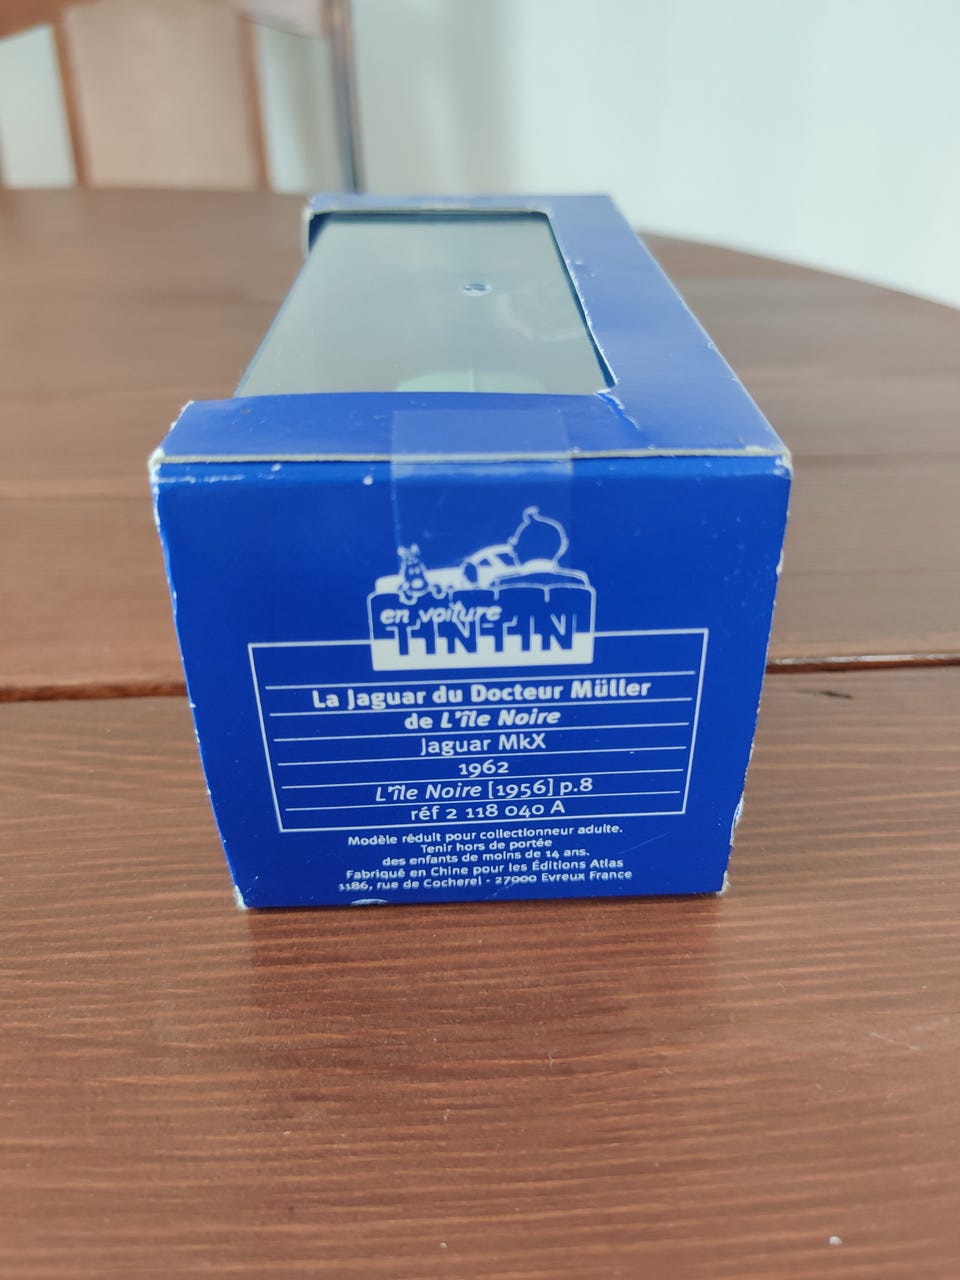 en voiture
TINTIN
La Jaguar du Docteur Müller
de L'île Noire
Jaguar MkX
1962
L'île Noire [1956] p.8
réf 2 118 040 A
Modèle réduit pour collectionneur adulte.
Tenir hors de portée
des enfants de moins de 14 ans.
Fabriqué en Chine pour les Éditions Atlas
1186, rue de Cocherel - 27000 Evreux France